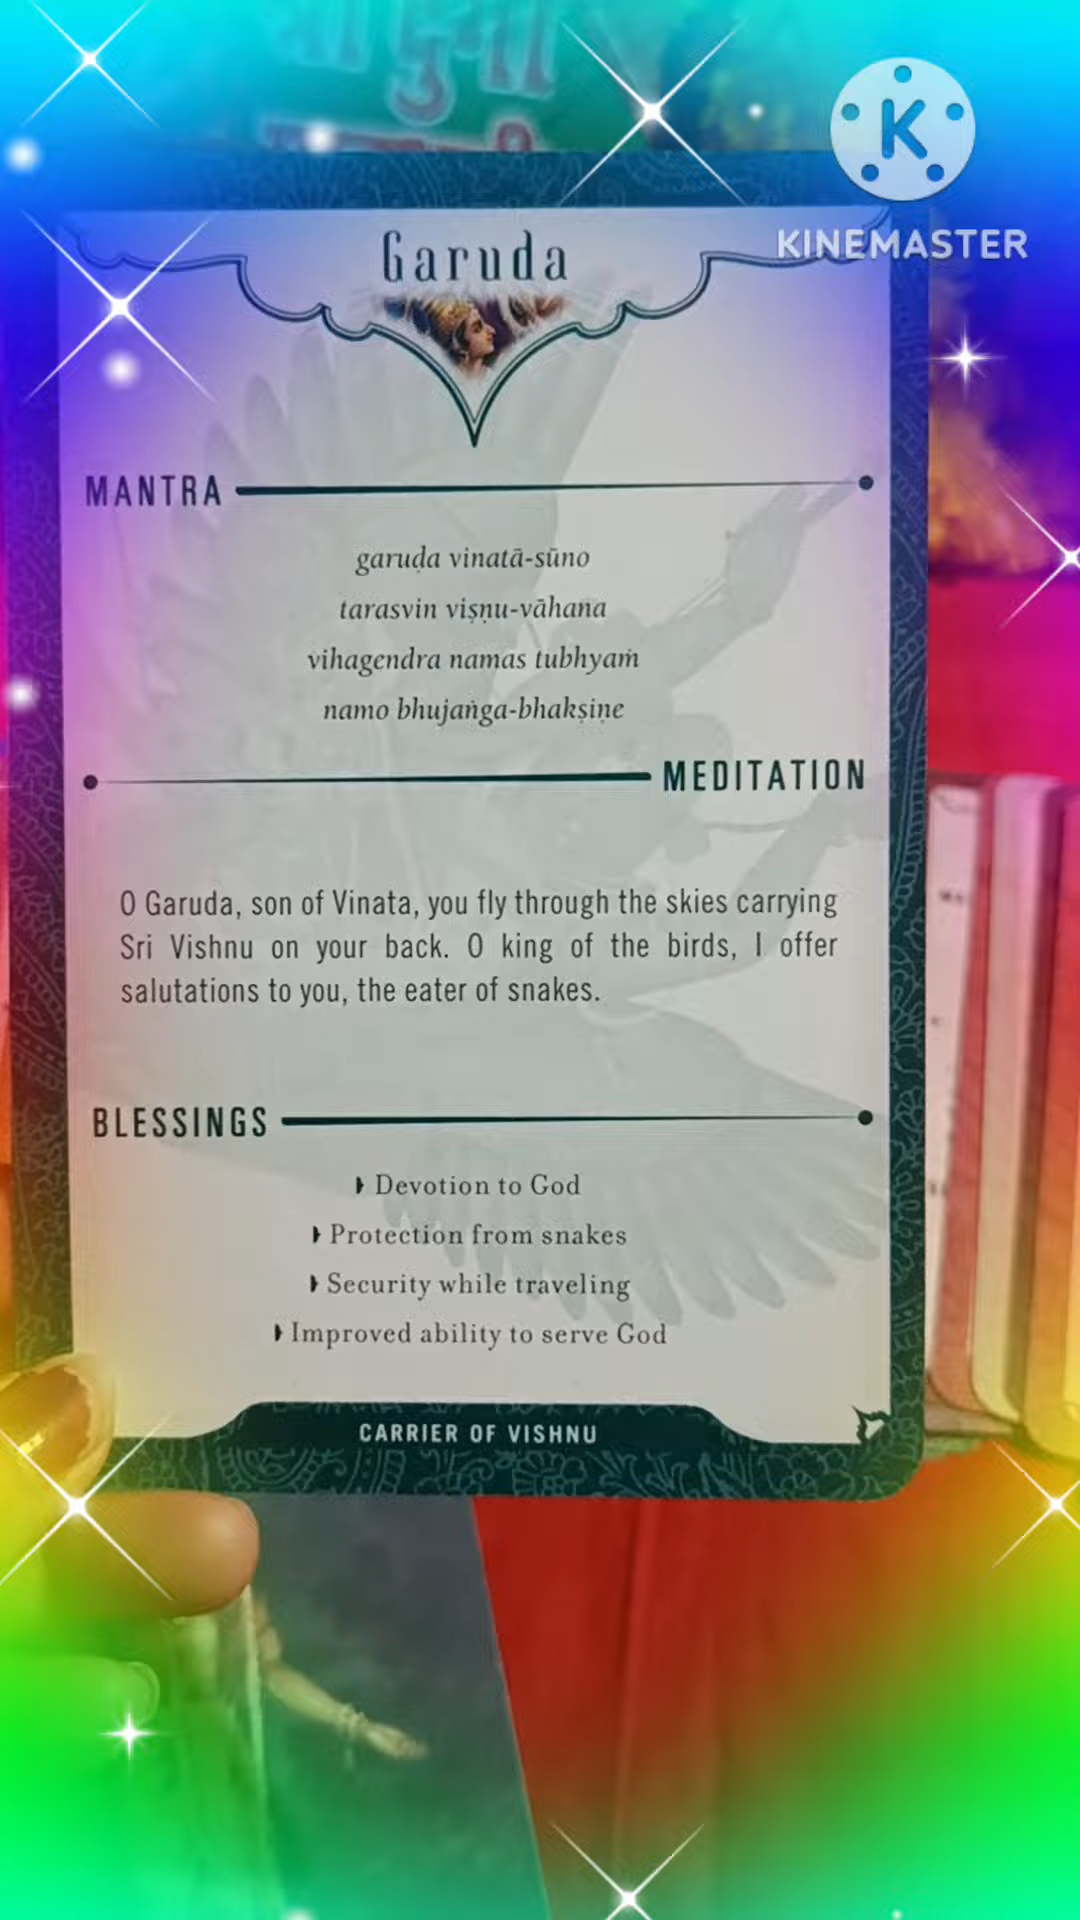 K
KINEMASTER
Garuda
MANTRA
garuḍa vinatā-sūno
tarasvin viṣṇu-vāhana
vihagendra namas tubhyaṁ
namo bhujaṅga-bhakṣiṇe
MEDITATION
O Garuda, son of Vinata, you fly through the skies carrying
Sri Vishnu on your back. O king of the birds, I offer
salutations to you, the eater of snakes.
BLESSINGS
Devotion to God
Protection from snakes
Security while traveling
Improved ability to serve God
CARRIER OF VISHNU